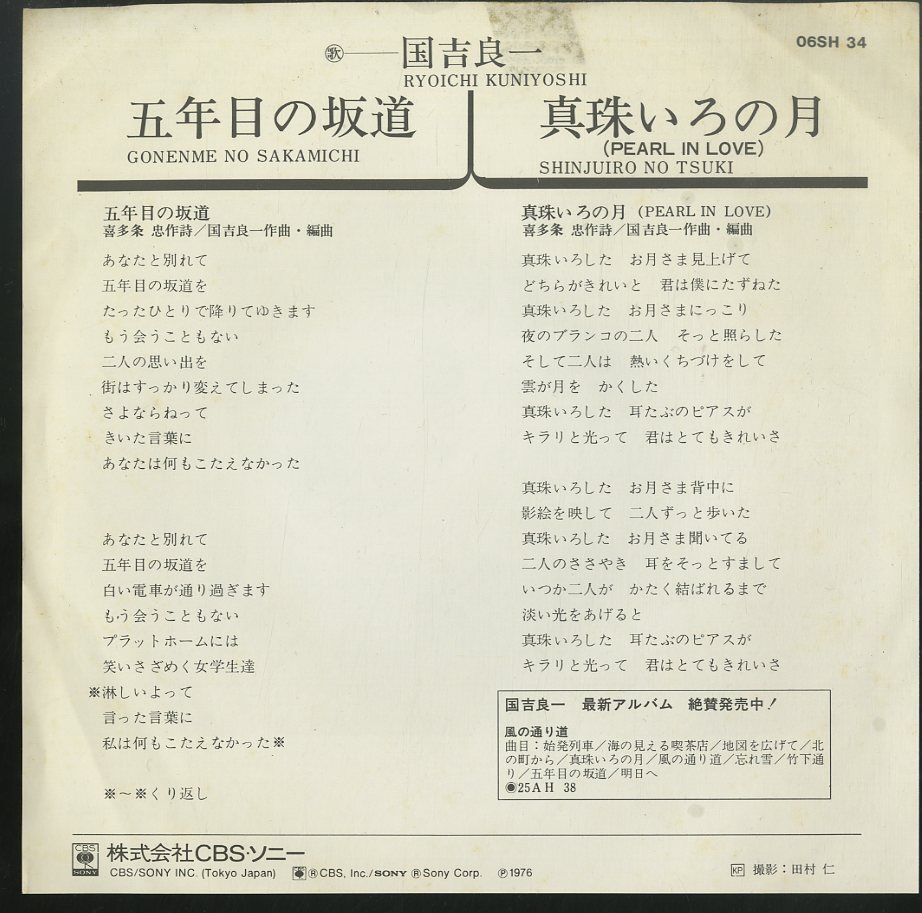 06SH 34
歌 国吉良一
RYOICHI KUNIYOSHI
五年目の坂道
GONENME NO SAKAMICHI
真珠いろの月
(PEARL IN LOVE)
SHINJUIRO NO TSUKI
五年目の坂道
喜多条 忠作詩／国吉良一作曲・編曲
あなたと別れて
五年目の坂道を
たったひとりで降りてゆきます
もう会うこともない
二人の思い出を
街はすっかり変えてしまった
さよならねって
きいた言葉に
あなたは何もこたえなかった
あなたと別れて
五年目の坂道を
白い電車が通り過ぎます
もう会うこともない
プラットホームには
笑いさざめく女学生達
※淋しいよって
言った言葉に
私は何もこたえなかった※
※～※くり返し
真珠いろの月 (PEARL IN LOVE)
喜多条 忠作詩／国吉良一作曲・編曲
真珠いろした お月さま見上げて
どちらがきれいと 君は僕にたずねた
真珠いろした お月さまにっこり
夜のブランコの二人 そっと照らした
そして二人は 熱いくちづけをして
雲が月を かくした
真珠いろした 耳たぶのピアスが
キラリと光って 君はとてもきれいさ
真珠いろした お月さま背中に
影絵を映して 二人ずっと歩いた
真珠いろした お月さま聞いてる
二人のささやき 耳をそっとすまして
いつか二人が かたく結ばれるまで
淡い光をあげると
真珠いろした 耳たぶのピアスが
キラリと光って 君はとてもきれいさ
国吉良一 最新アルバム 絶賛発売中！
風の通り道
曲目：始発列車／海の見える喫茶店／地図を広げて／北
の町から／真珠いろの月／風の通り道／忘れ雪／竹下通
り／五年目の坂道／明日へ
◉25AH 38
CBS SONY 株式会社CBS・ソニー
CBS/SONY INC. (Tokyo Japan) ®CBS, Inc./SONY ®Sony Corp. ℗1976
KP 撮影：田村 仁